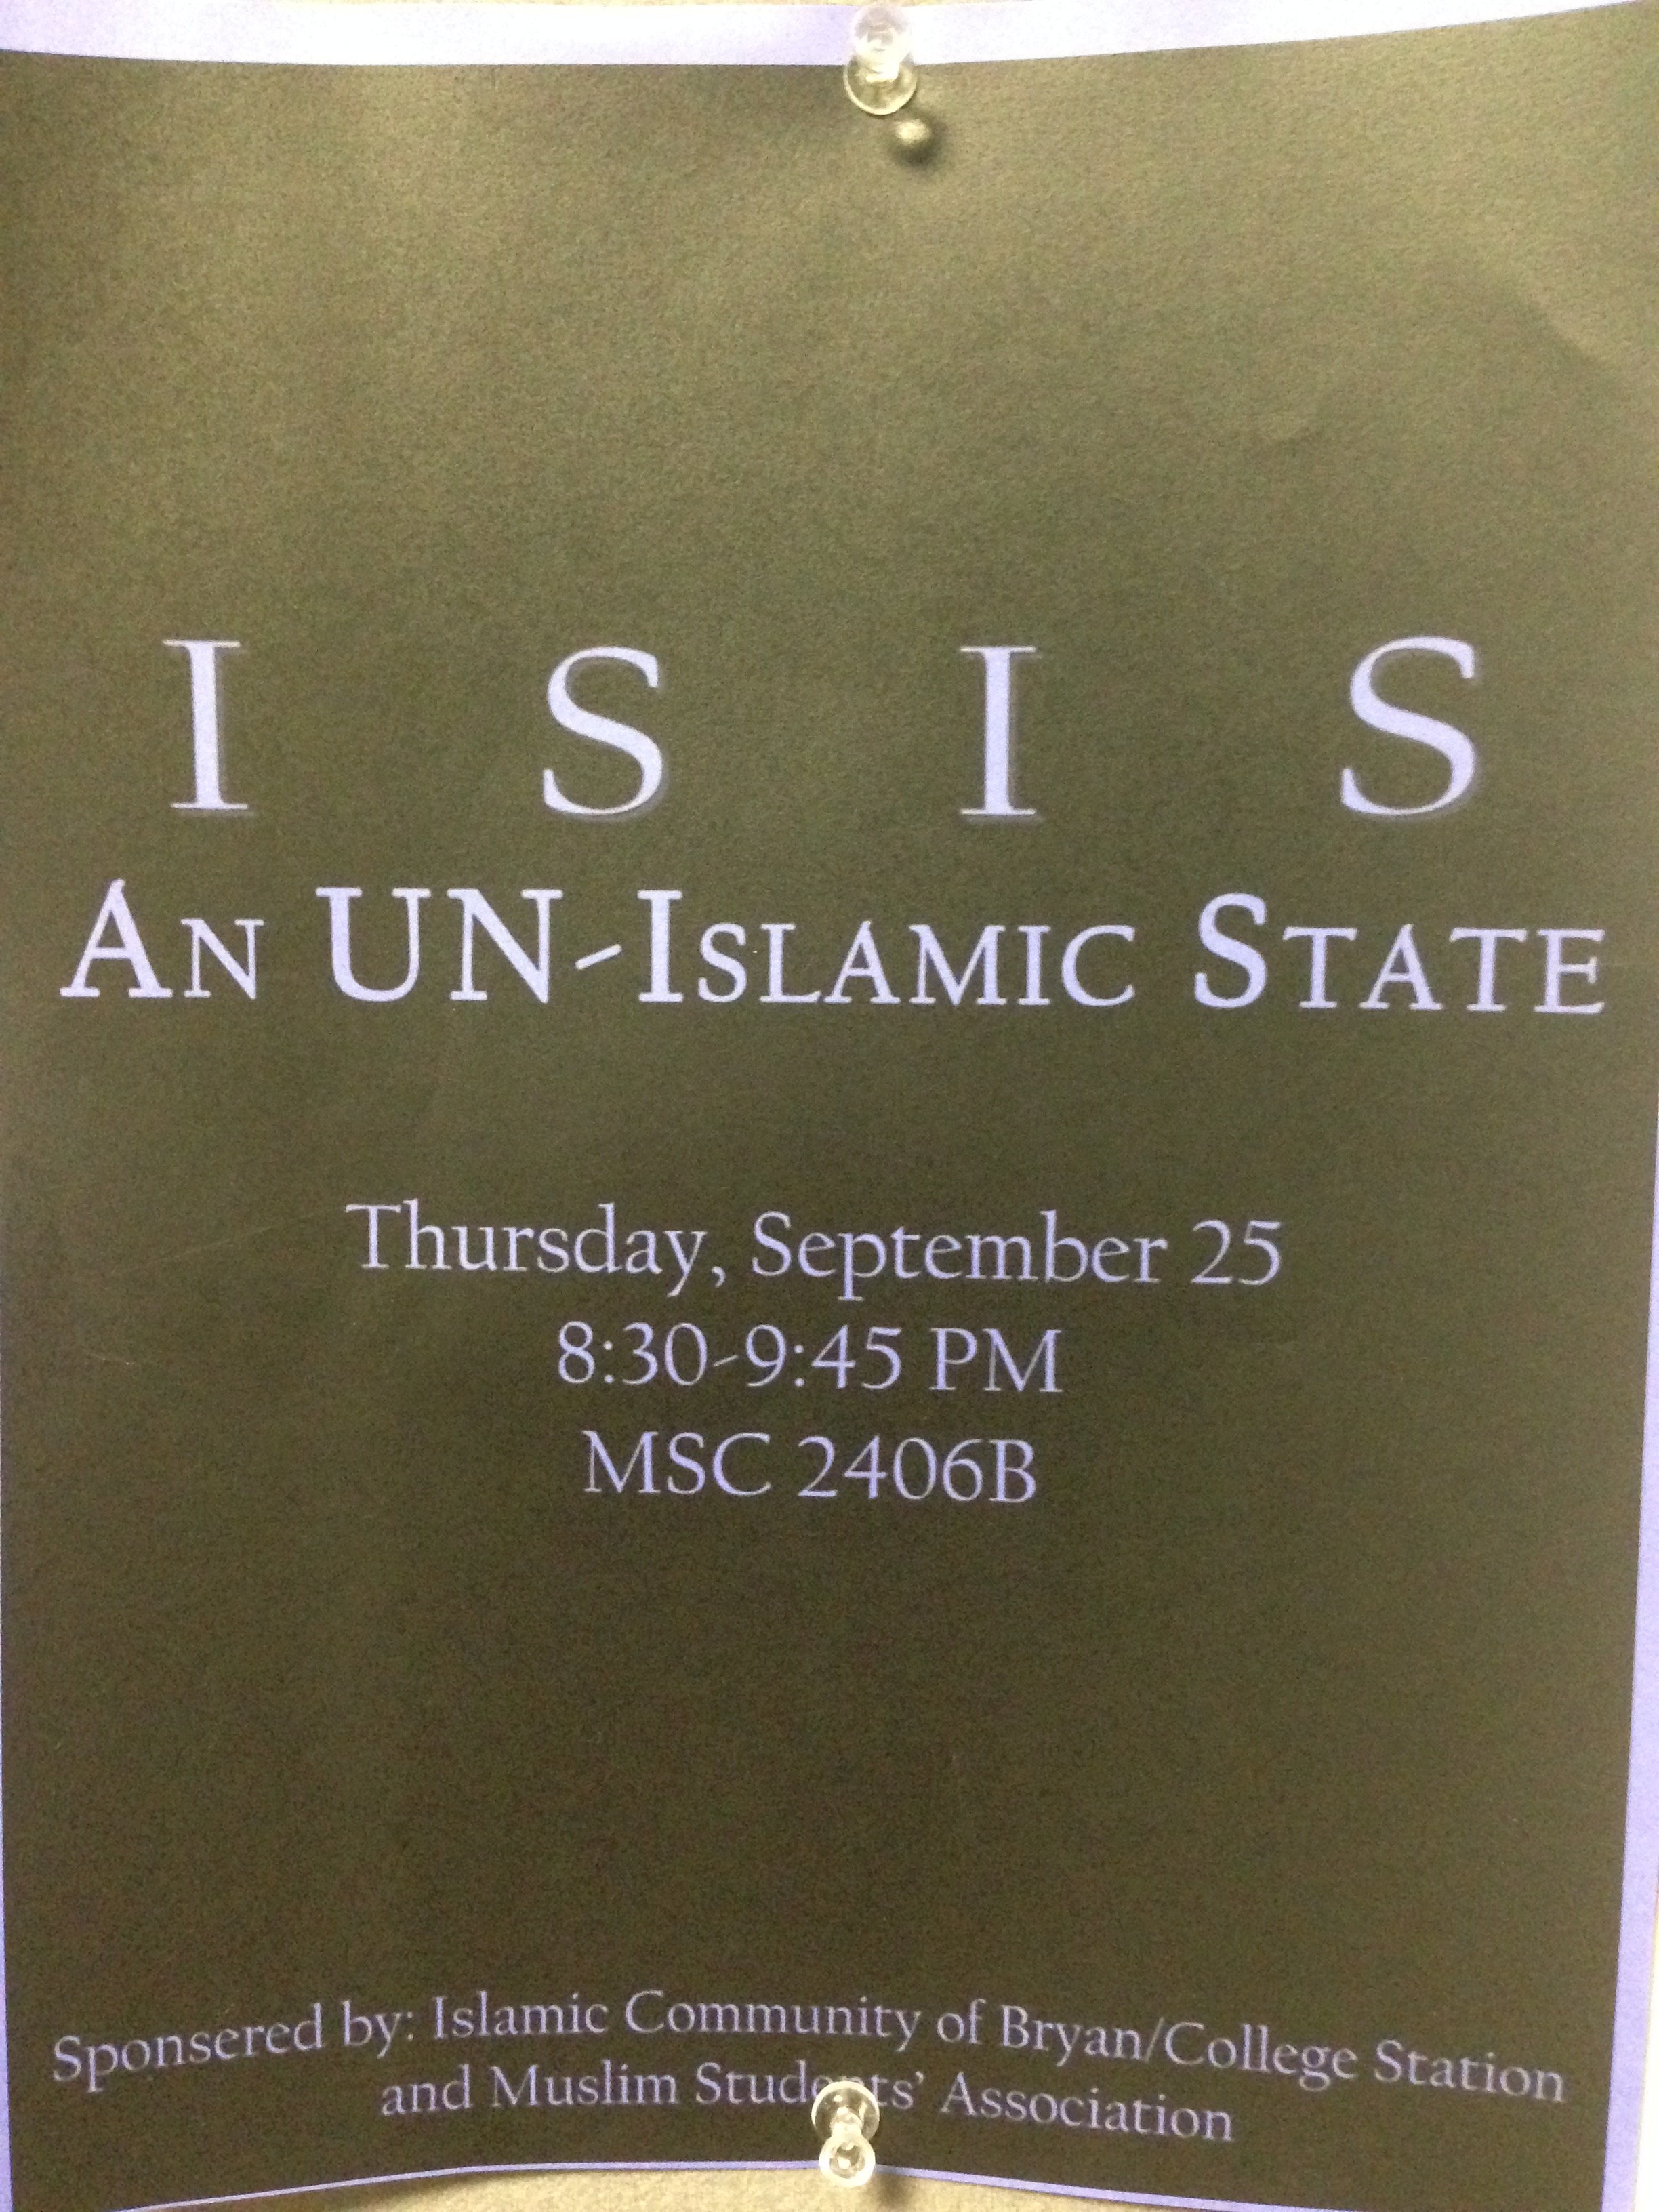 I S I S
An UN-Islamic State
Thursday, September 25
8:30-9:45 PM
MSC 2406B
Sponsered by: Islamic Community of Bryan/College Station
and Muslim Students' Association